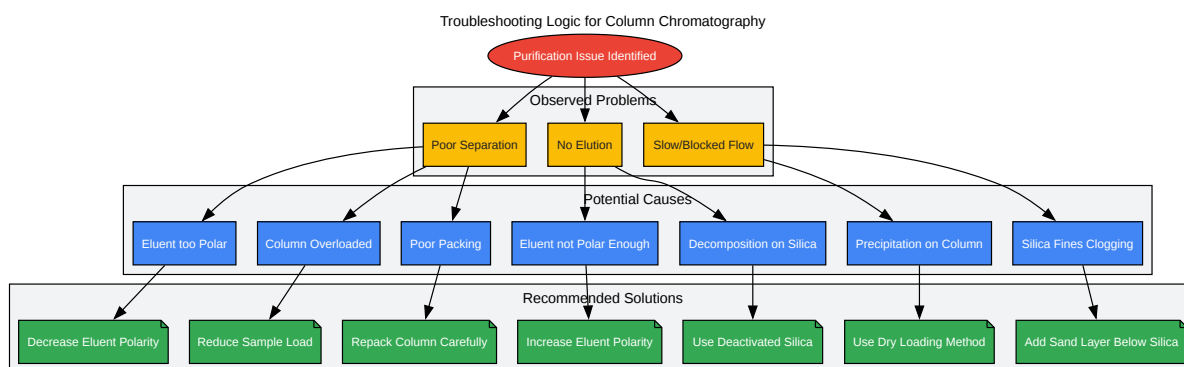 Troubleshooting Logic for Column Chromatography
Purification Issue Identified
Observed Problems
Poor Separation
No Elution
Slow/Blocked Flow
Potential Causes
Eluent too Polar
Column Overloaded
Poor Packing
Eluent not Polar Enough
Decomposition on Silica
Precipitation on Column
Silica Fines Clogging
Recommended Solutions
Decrease Eluent Polarity
Reduce Sample Load
Repack Column Carefully
Increase Eluent Polarity
Use Deactivated Silica
Use Dry Loading Method
Add Sand Layer Below Silica